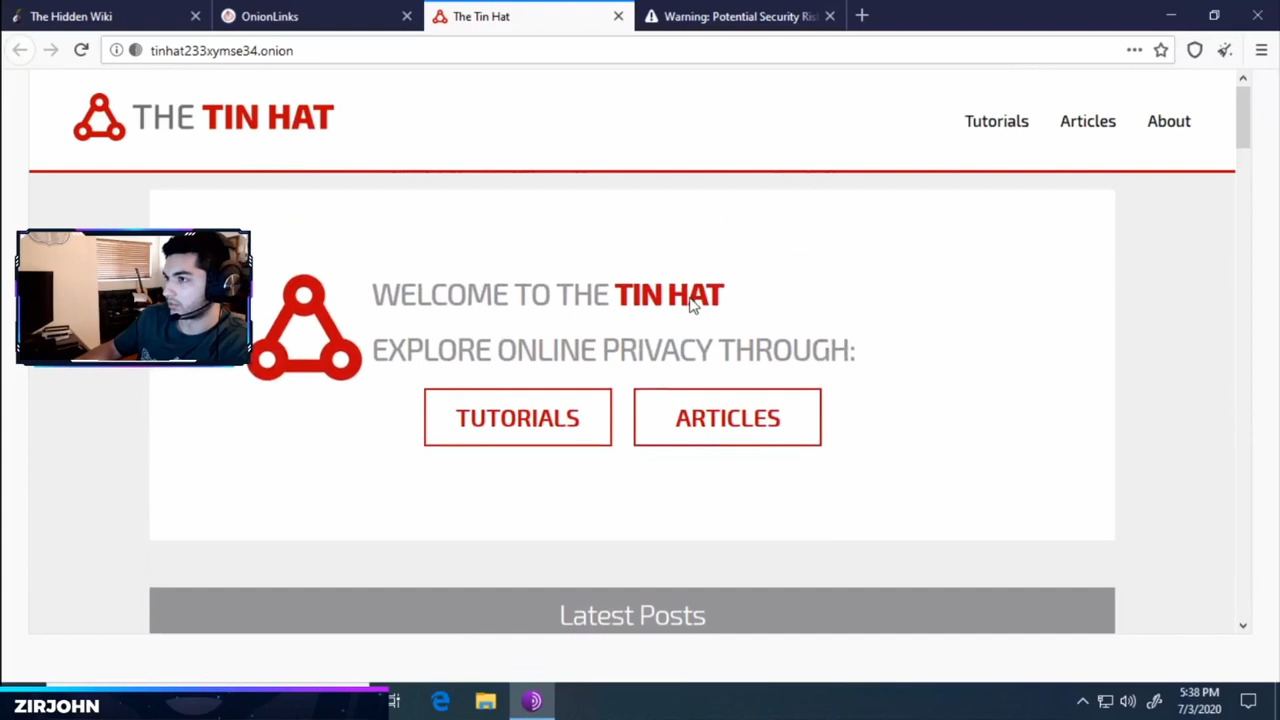 The Hidden Wiki
OnionLinks
The Tin Hat
Warning: Potential Security Ris
tinhat233xymse34.onion
THE TIN HAT
Tutorials
Articles
About
WELCOME TO THE TIN HAT
EXPLORE ONLINE PRIVACY THROUGH:
TUTORIALS
ARTICLES
Latest Posts
ZIRJOHN
5:38 PM
7/3/2020